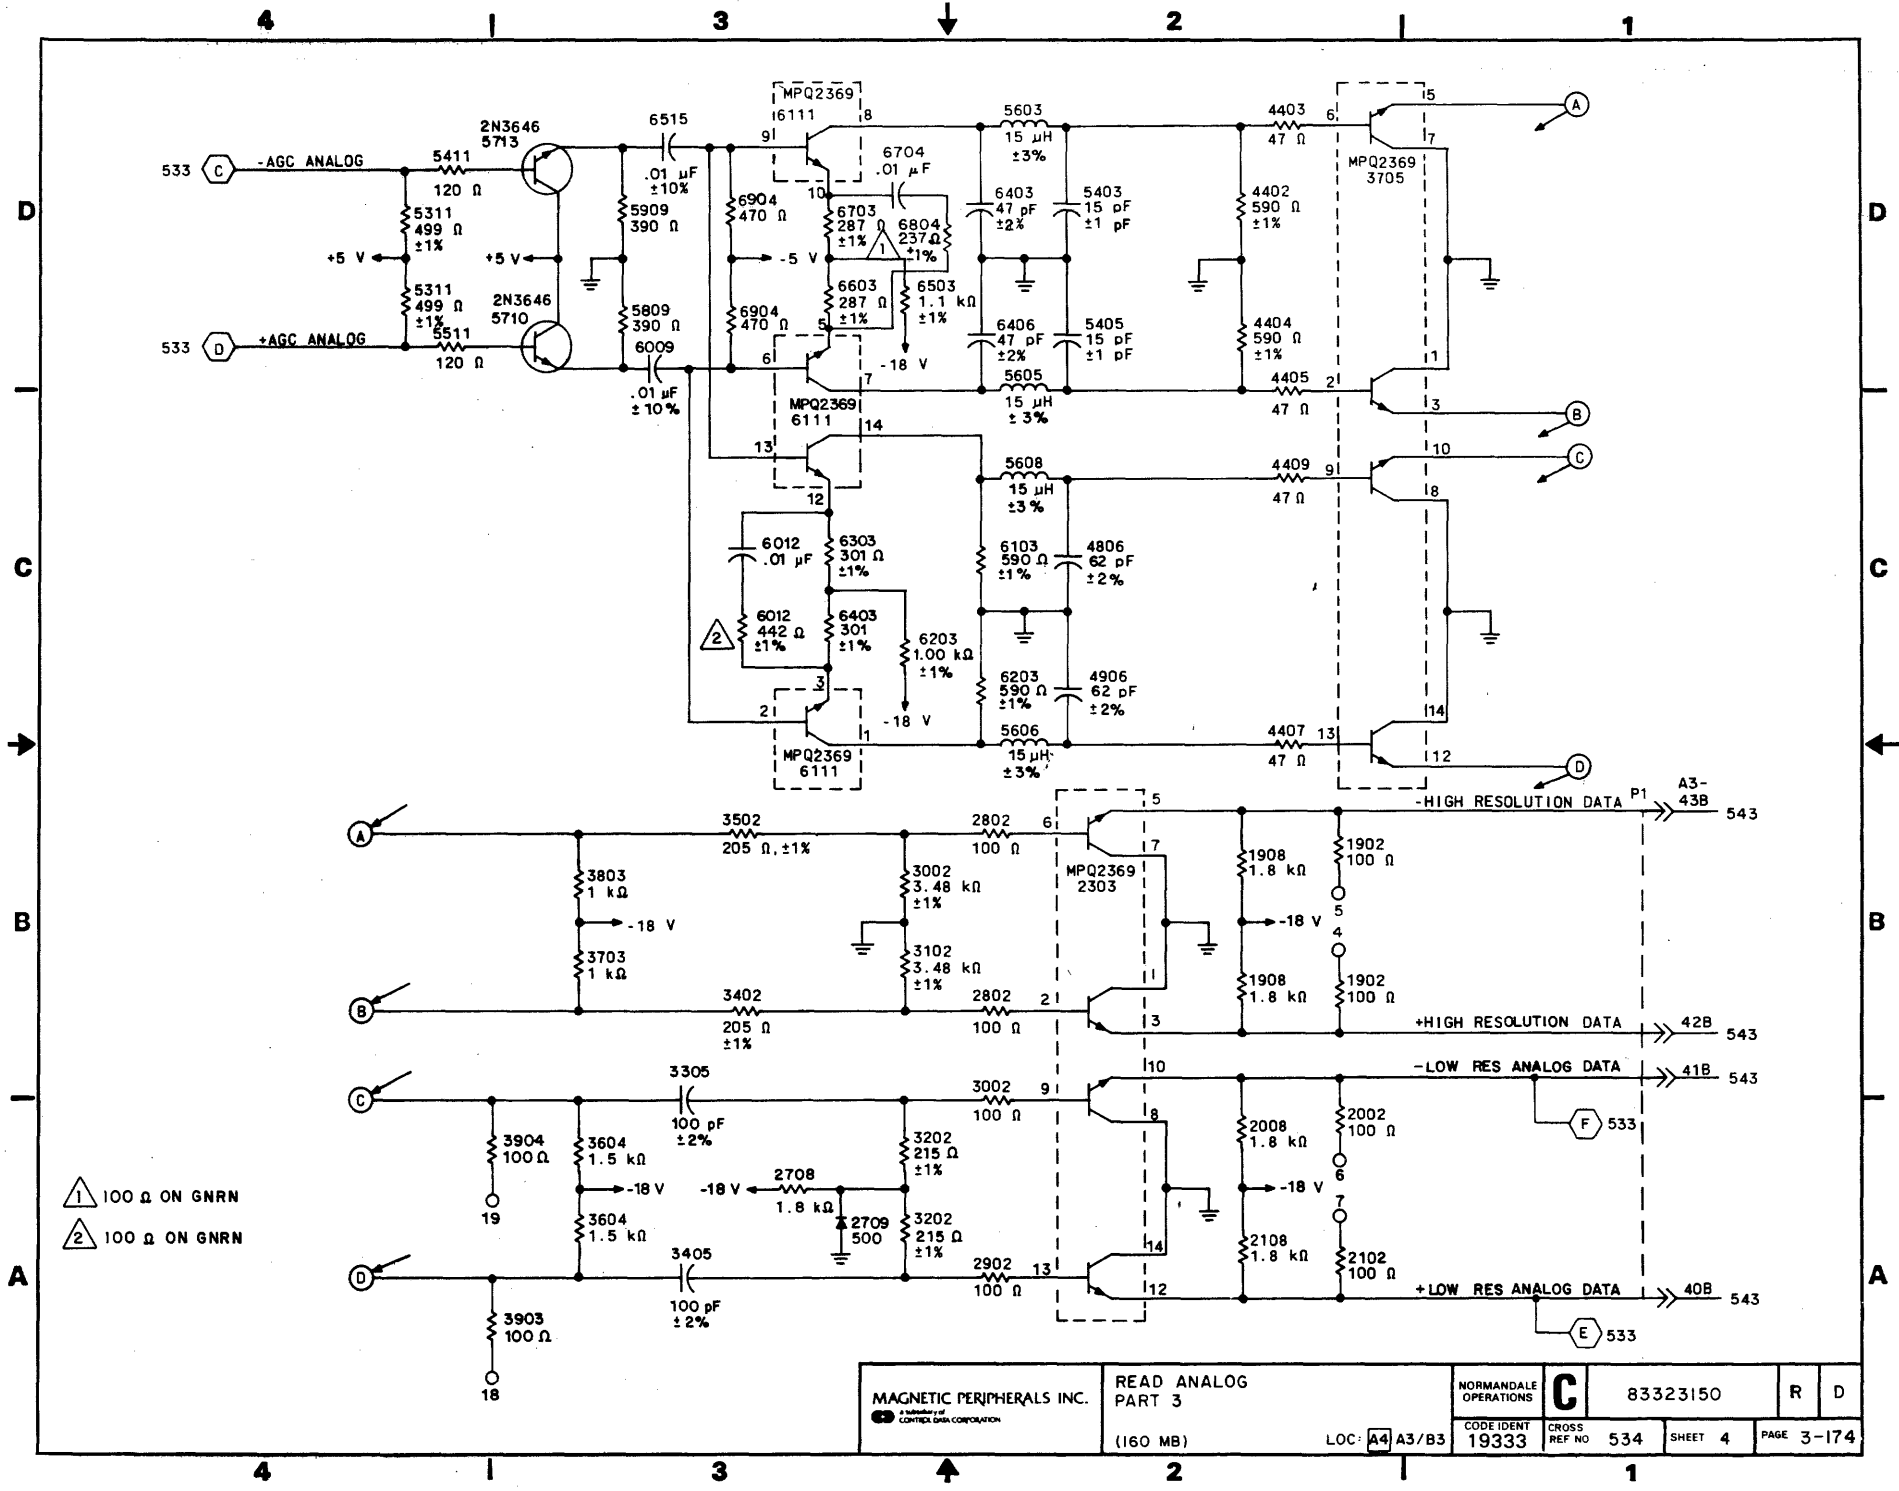 4 3 2 1
D
C
B
A
D
C
B
A
533 C -AGC ANALOG
5411
120 Ω
2N3646
5713
5311
499 Ω
±1%
+5 V
+5 V
5311
499 Ω
±1%
2N3646
5710
533 D +AGC ANALOG
5511
120 Ω
6515
.01 µF
±10%
5909
390 Ω
5809
390 Ω
6009
.01 µF
±10%
6904
470 Ω
-5 V
6904
470 Ω
MPQ2369
6111
9
8
10
6704
.01 µF
6703
287 Ω
±1%
1
6804
237 Ω
±1%
6603
287 Ω
±1%
6503
1.1 kΩ
±1%
-18 V
5
6
7
MPQ2369
6111
13
14
12
5603
15 µH
±3%
6403
47 pF
±2%
5403
15 pF
±1 pF
6406
47 pF
±2%
5405
15 pF
±1 pF
5605
15 µH
±3%
4402
590 Ω
±1%
4404
590 Ω
±1%
4403
47 Ω
4405
47 Ω
6
5
7
MPQ2369
3705
1
2
3
A
B
6012
.01 µF
6303
301 Ω
±1%
2
6012
442 Ω
±1%
6403
301
±1%
6203
1.00 kΩ
±1%
-18 V
3
2
1
MPQ2369
6111
5608
15 µH
±3%
6103
590 Ω
±1%
4806
62 pF
±2%
6203
590 Ω
±1%
4906
62 pF
±2%
5606
15 µH
±3%
4409
47 Ω
4407
47 Ω
9
10
8
14
13
12
C
D
A
3502
205 Ω, ±1%
3803
1 kΩ
-18 V
3703
1 kΩ
B
3402
205 Ω
±1%
3002
3.48 kΩ
±1%
3102
3.48 kΩ
±1%
2802
100 Ω
2802
100 Ω
6
5
7
MPQ2369
2303
1
2
3
1908
1.8 kΩ
-18 V
1908
1.8 kΩ
1902
100 Ω
5
4
1902
100 Ω
-HIGH RESOLUTION DATA
P1
A3-
43B
543
+HIGH RESOLUTION DATA
42B
543
C
3904
100 Ω
19
3604
1.5 kΩ
-18 V
3604
1.5 kΩ
3305
100 pF
±2%
-18 V
2708
1.8 kΩ
2709
500
3202
215 Ω
±1%
3202
215 Ω
±1%
D
3405
100 pF
±2%
3903
100 Ω
18
3002
100 Ω
2902
100 Ω
9
10
8
14
13
12
2008
1.8 kΩ
-18 V
2108
1.8 kΩ
2002
100 Ω
6
7
2102
100 Ω
-LOW RES ANALOG DATA
41B
543
F 533
+LOW RES ANALOG DATA
40B
543
E 533
1 100 Ω ON GNRN
2 100 Ω ON GNRN
MAGNETIC PERIPHERALS INC.
a subsidiary of
CONTROL DATA CORPORATION
READ ANALOG
PART 3
(160 MB)
LOC: A4 A3/B3
NORMANDALE
OPERATIONS
C
83323150
R
D
CODE IDENT
19333
CROSS
REF NO
534
SHEET 4
PAGE 3-174
4 3 2 1